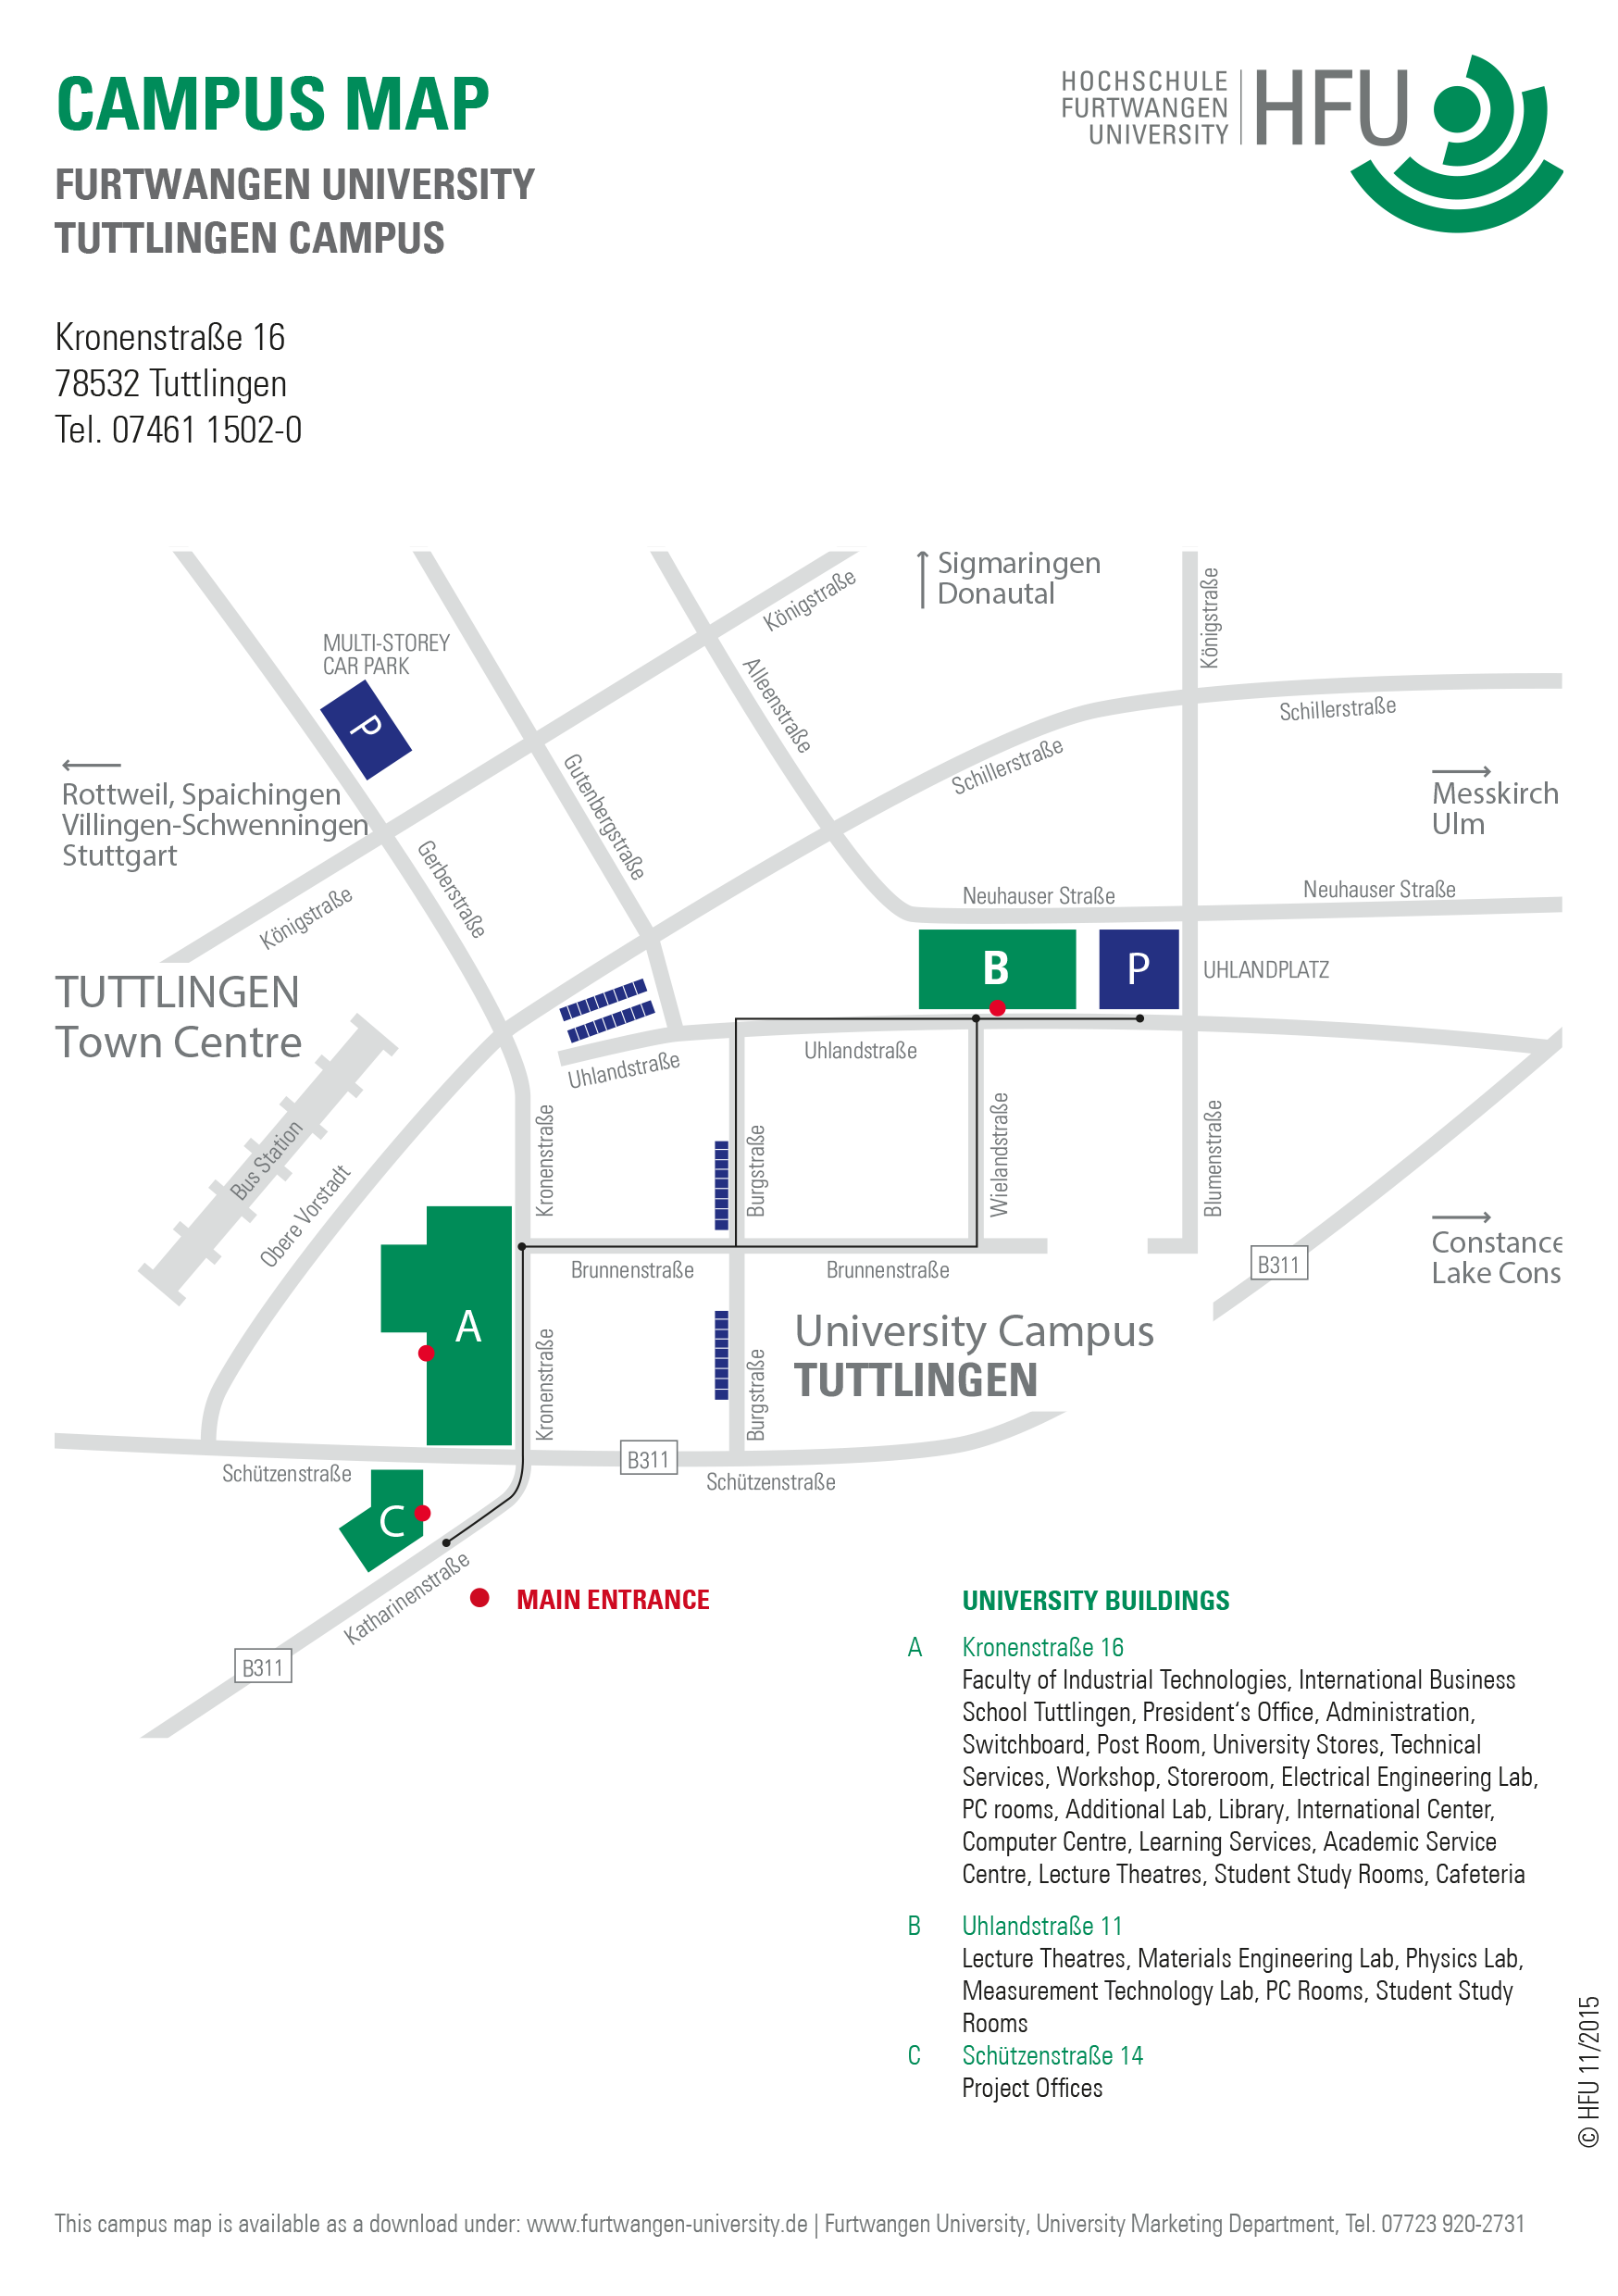 CAMPUS MAP
FURTWANGEN UNIVERSITY
TUTTLINGEN CAMPUS
HOCHSCHULE
FURTWANGEN
UNIVERSITY
HFU
Kronenstraße 16
78532 Tuttlingen
Tel. 07461 1502-0
Sigmaringen
Donautal
Königstraße
Königstraße
MULTI-STOREY
CAR PARK
P
Alleenstraße
Schillerstraße
Schillerstraße
Gutenbergstraße
Rottweil, Spaichingen
Villingen-Schwenningen
Stuttgart
Messkirch
Ulm
Gerberstraße
Königstraße
Neuhauser Straße
Neuhauser Straße
B
P
UHLANDPLATZ
TUTTLINGEN
Town Centre
Uhlandstraße
Uhlandstraße
Bus Station
Obere Vorstadt
Kronenstraße
Burgstraße
Wielandstraße
Blumenstraße
Brunnenstraße
Brunnenstraße
B311
Constance
Lake Cons
A
University Campus
TUTTLINGEN
Kronenstraße
Burgstraße
B311
Schützenstraße
Schützenstraße
C
Katharinenstraße
B311
MAIN ENTRANCE
UNIVERSITY BUILDINGS
A Kronenstraße 16
Faculty of Industrial Technologies, International Business
School Tuttlingen, President‘s Office, Administration,
Switchboard, Post Room, University Stores, Technical
Services, Workshop, Storeroom, Electrical Engineering Lab,
PC rooms, Additional Lab, Library, International Center,
Computer Centre, Learning Services, Academic Service
Centre, Lecture Theatres, Student Study Rooms, Cafeteria
B Uhlandstraße 11
Lecture Theatres, Materials Engineering Lab, Physics Lab,
Measurement Technology Lab, PC Rooms, Student Study
Rooms
C Schützenstraße 14
Project Offices
© HFU 11/2015
This campus map is available as a download under: www.furtwangen-university.de | Furtwangen University, University Marketing Department, Tel. 07723 920-2731